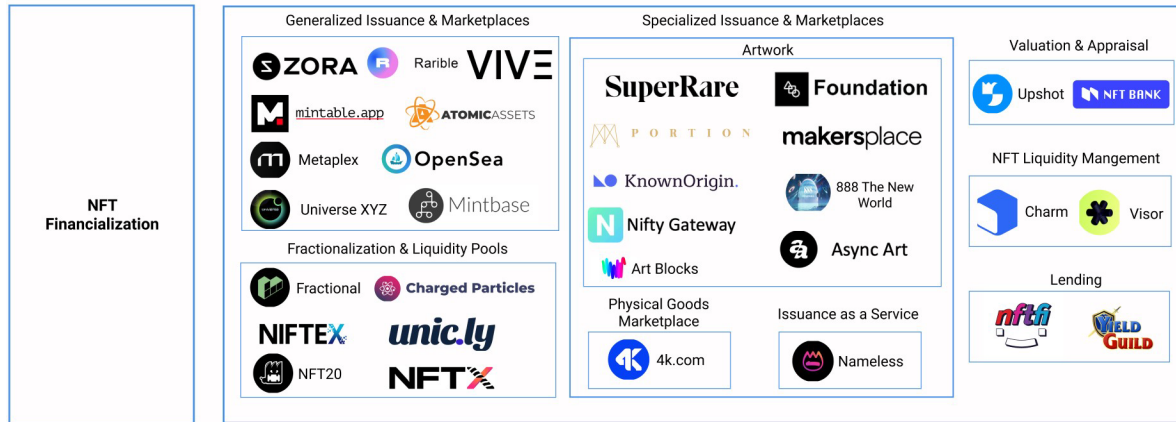 NFT
Financialization
Generalized Issuance & Marketplaces
ZORA
R
Rarible
VIVE
mintable.app
ATOMICASSETS
Metaplex
OpenSea
UNIVERSE
Universe XYZ
Mintbase
Fractionalization & Liquidity Pools
Fractional
Charged Particles
NIFTEX
unic.ly
NFT20
NFTX
Specialized Issuance & Marketplaces
Artwork
SuperRare
Foundation
PORTION
makersplace
KnownOrigin.
888 The New
World
N
Nifty Gateway
Async Art
Art Blocks
Physical Goods
Marketplace
4K
4k.com
Issuance as a Service
Nameless
Valuation & Appraisal
Upshot
NFT BANK
NFT Liquidity Mangement
Charm
Visor
Lending
nftfi
YIELD
GUILD